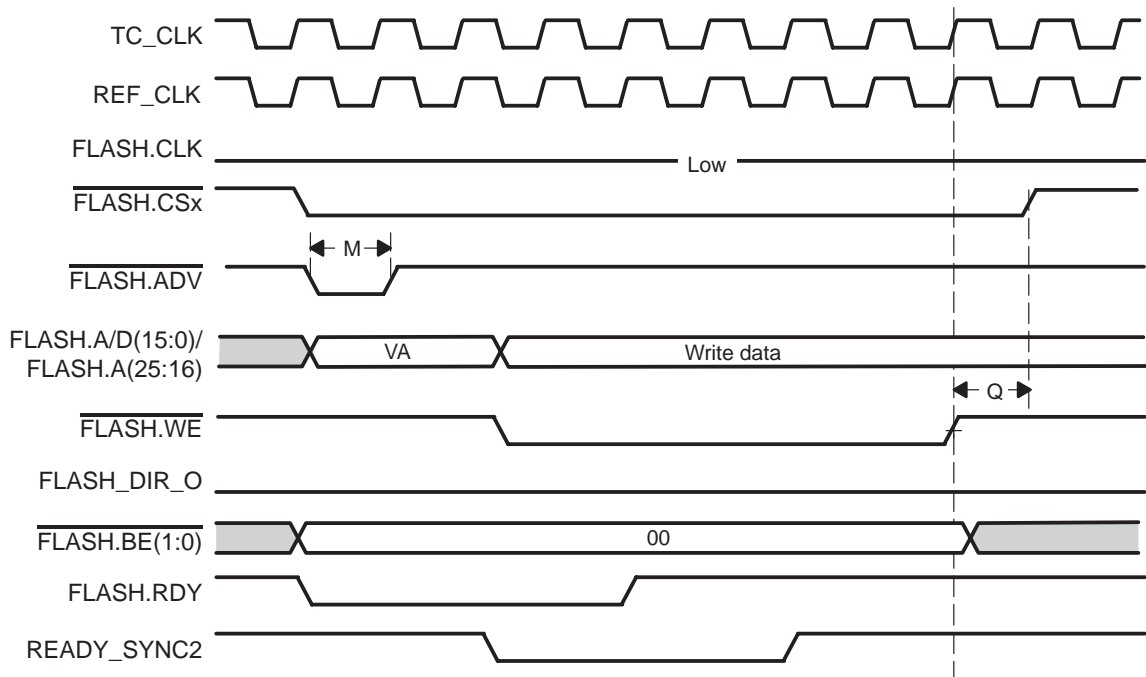 TC_CLK
REF_CLK
FLASH.CLK
Low
FLASH.CSx
M
FLASH.ADV
FLASH.A/D(15:0)/
FLASH.A(25:16)
VA
Write data
Q
FLASH.WE
FLASH_DIR_O
FLASH.BE(1:0)
00
FLASH.RDY
READY_SYNC2